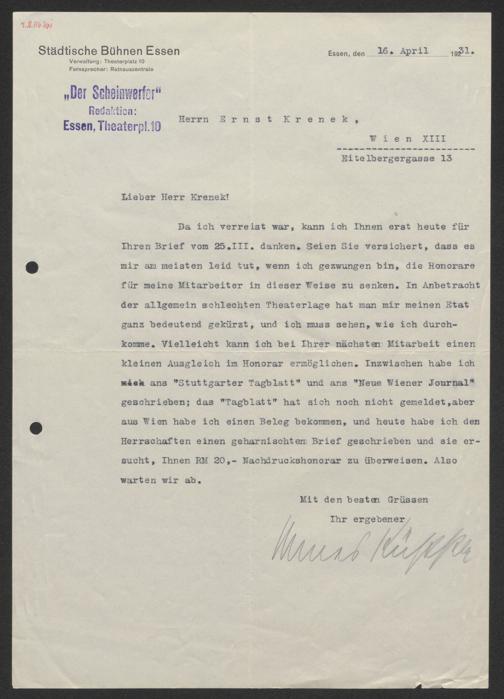 Städtische Bühnen Essen
Verwaltung: Theaterplatz 10
Fernsprecher: Rathauszentrale
Essen, den 16. April 1931.
„Der Scheinwerfer"
Redaktion:
Essen, Theaterpl. 10
Herrn Ernst Krenek,
Wien XIII
Eitelbergergasse 13
Lieber Herr Krenek!
Da ich verreist war, kann ich Ihnen erst heute für
Ihren Brief vom 25.III. danken. Seien Sie versichert, dass es
mir am meisten leid tut, wenn ich gezwungen bin, die Honorare
für meine Mitarbeiter in dieser Weise zu senken. In Anbetracht
der allgemein schlechten Theaterlage hat man mir meinen Etat
ganz bedeutend gekürzt, und ich muss sehen, wie ich durch-
komme. Vielleicht kann ich bei Ihrer nächsten Mitarbeit einen
kleinen Ausgleich im Honorar ermöglichen. Inzwischen habe ich
mich ans "Stuttgarter Tagblatt" und ans "Neue Wiener Journal"
geschrieben; das "Tagblatt" hat sich noch nicht gemeldet,aber
aus Wien habe ich einen Beleg bekommen, und heute habe ich den
Herrschaften einen geharnischtem Brief geschrieben und sie er-
sucht, Ihnen RM 20,- Nachdruckshonorar zu überweisen. Also
warten wir ab.
Mit den besten Grüssen
Ihr ergebener